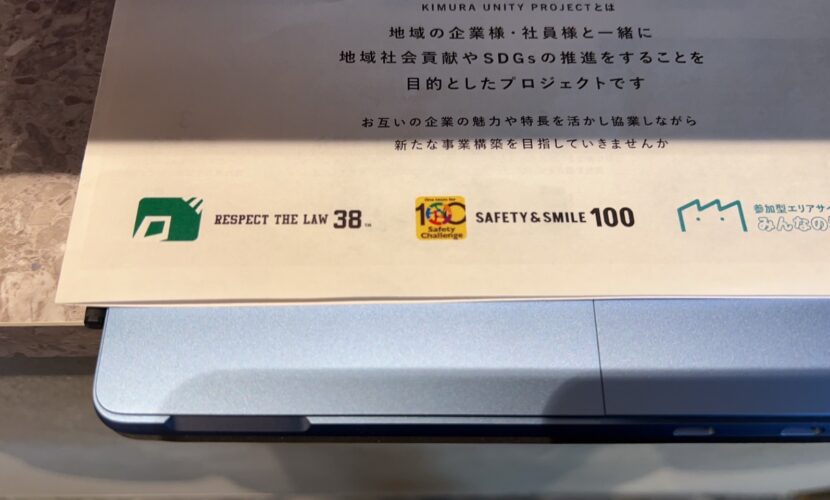 KIMURA UNITY PROJECTとは
地域の企業様・社員様と一緒に
地域社会貢献やSDGsの推進をすることを
目的としたプロジェクトです
お互いの企業の魅力や特長を活かし協業しながら
新たな事業構築を目指していきませんか
RESPECT THE LAW 38™
100
Safety
Challenge
SAFETY & SMILE 100
参加型エリアサイ
みんなの